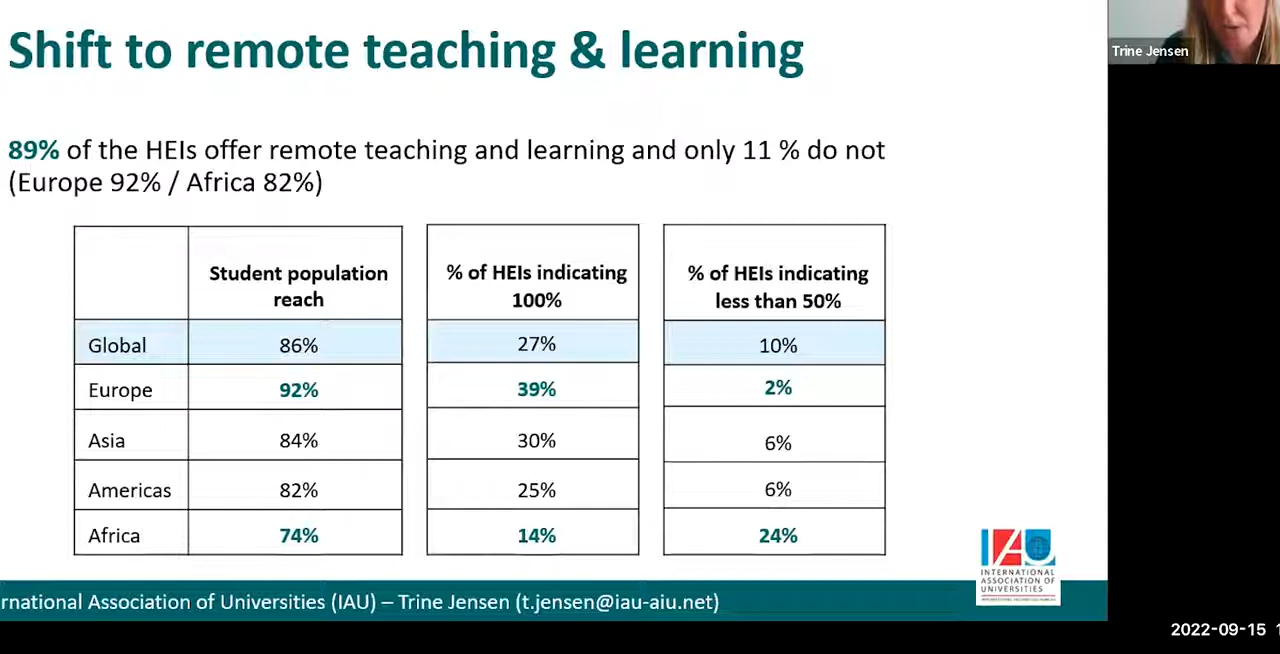 Shift to remote teaching & learning
Trine Jensen
89% of the HEIs offer remote teaching and learning and only 11 % do not
(Europe 92% / Africa 82%)
Student population reach
% of HEIs indicating 100%
% of HEIs indicating less than 50%
Global 86% 27% 10%
Europe 92% 39% 2%
Asia 84% 30% 6%
Americas 82% 25% 6%
Africa 74% 14% 24%
IAU
INTERNATIONAL
ASSOCIATION OF
UNIVERSITIES
rnational Association of Universities (IAU) – Trine Jensen (t.jensen@iau-aiu.net)
2022-09-15 1